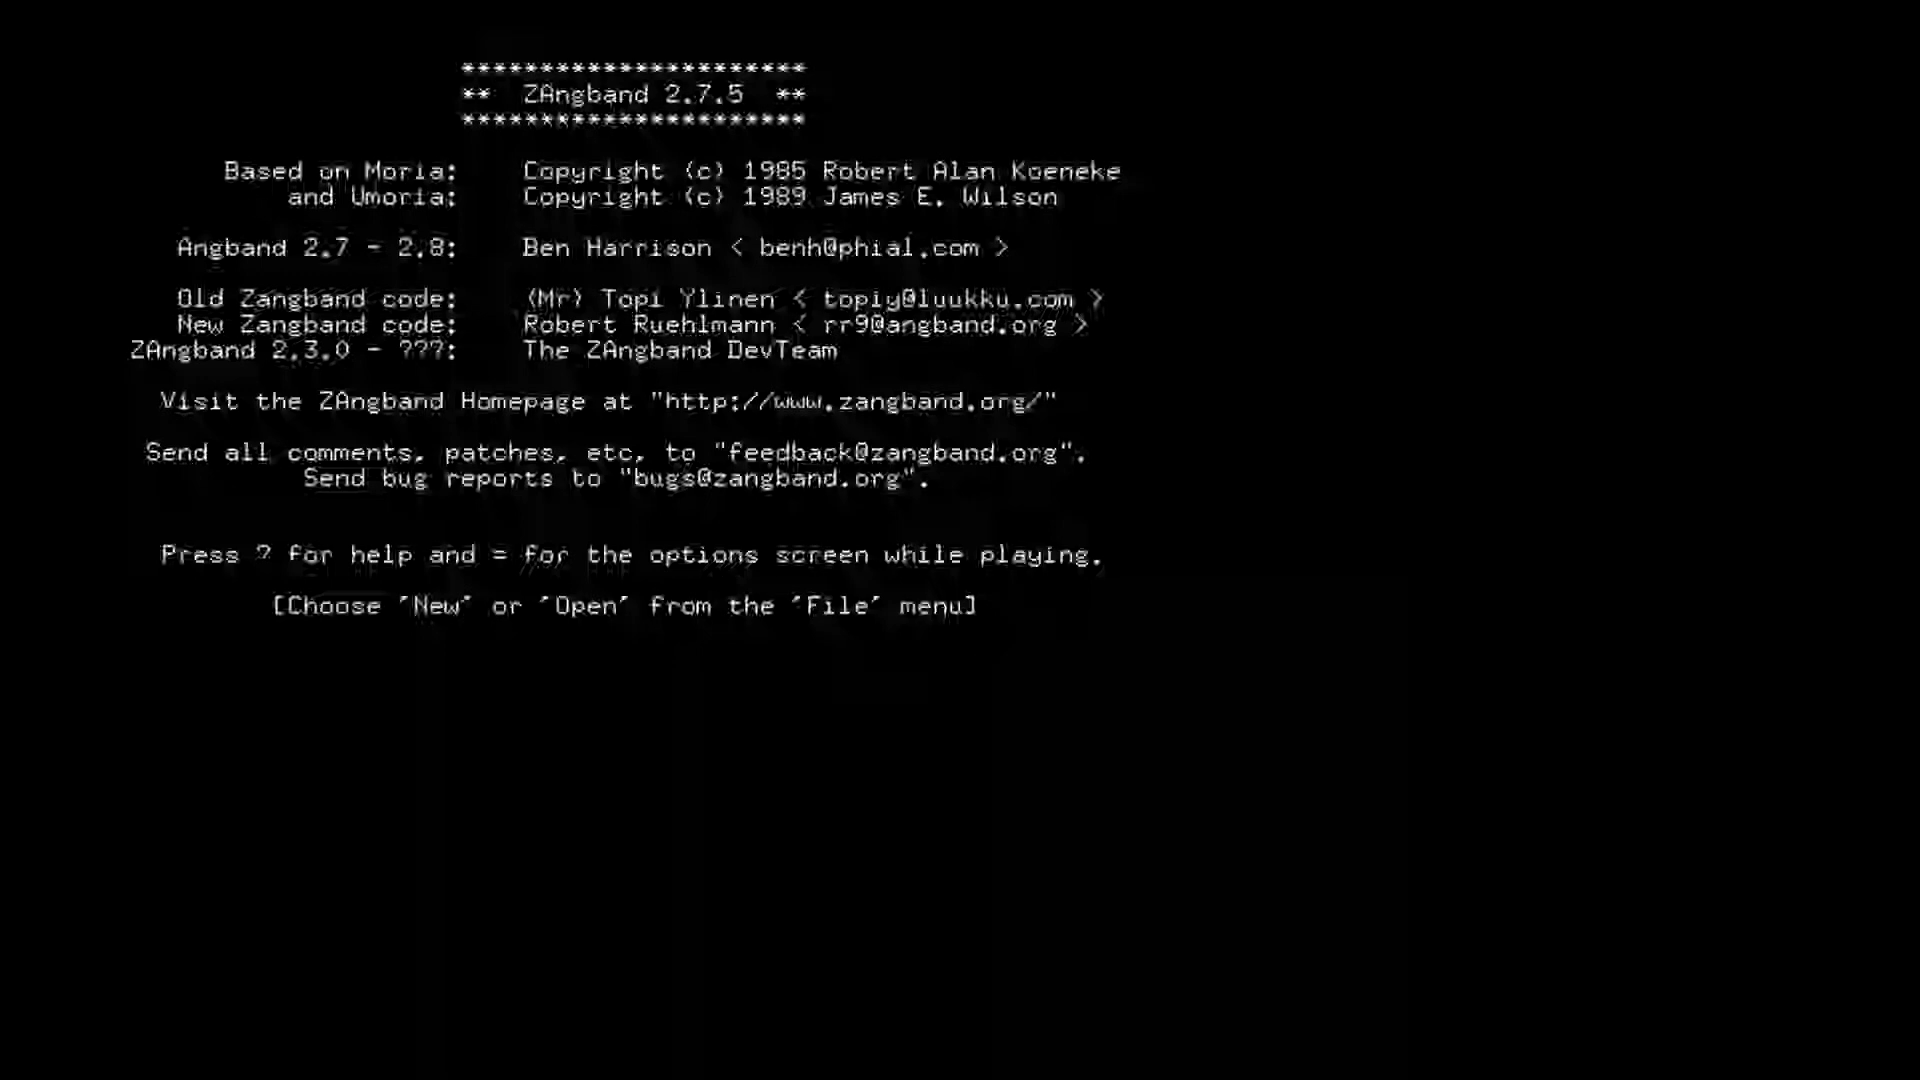 **********************
** ZAngband 2.7.5 **
**********************
Based on Moria: Copyright (c) 1985 Robert Alan Koeneke
and Umoria: Copyright (c) 1989 James E. Wilson
Angband 2.7 - 2.8: Ben Harrison < benh@phial.com >
Old Zangband code: (Mr) Topi Ylinen < topiy@luukku.com >
New Zangband code: Robert Ruehlmann < rr9@angband.org >
ZAngband 2.3.0 - ???: The ZAngband DevTeam
Visit the ZAngband Homepage at "http://www.zangband.org/"
Send all comments, patches, etc. to "feedback@zangband.org".
Send bug reports to "bugs@zangband.org".
Press ? for help and = for the options screen while playing.
[Choose 'New' or 'Open' from the 'File' menu]